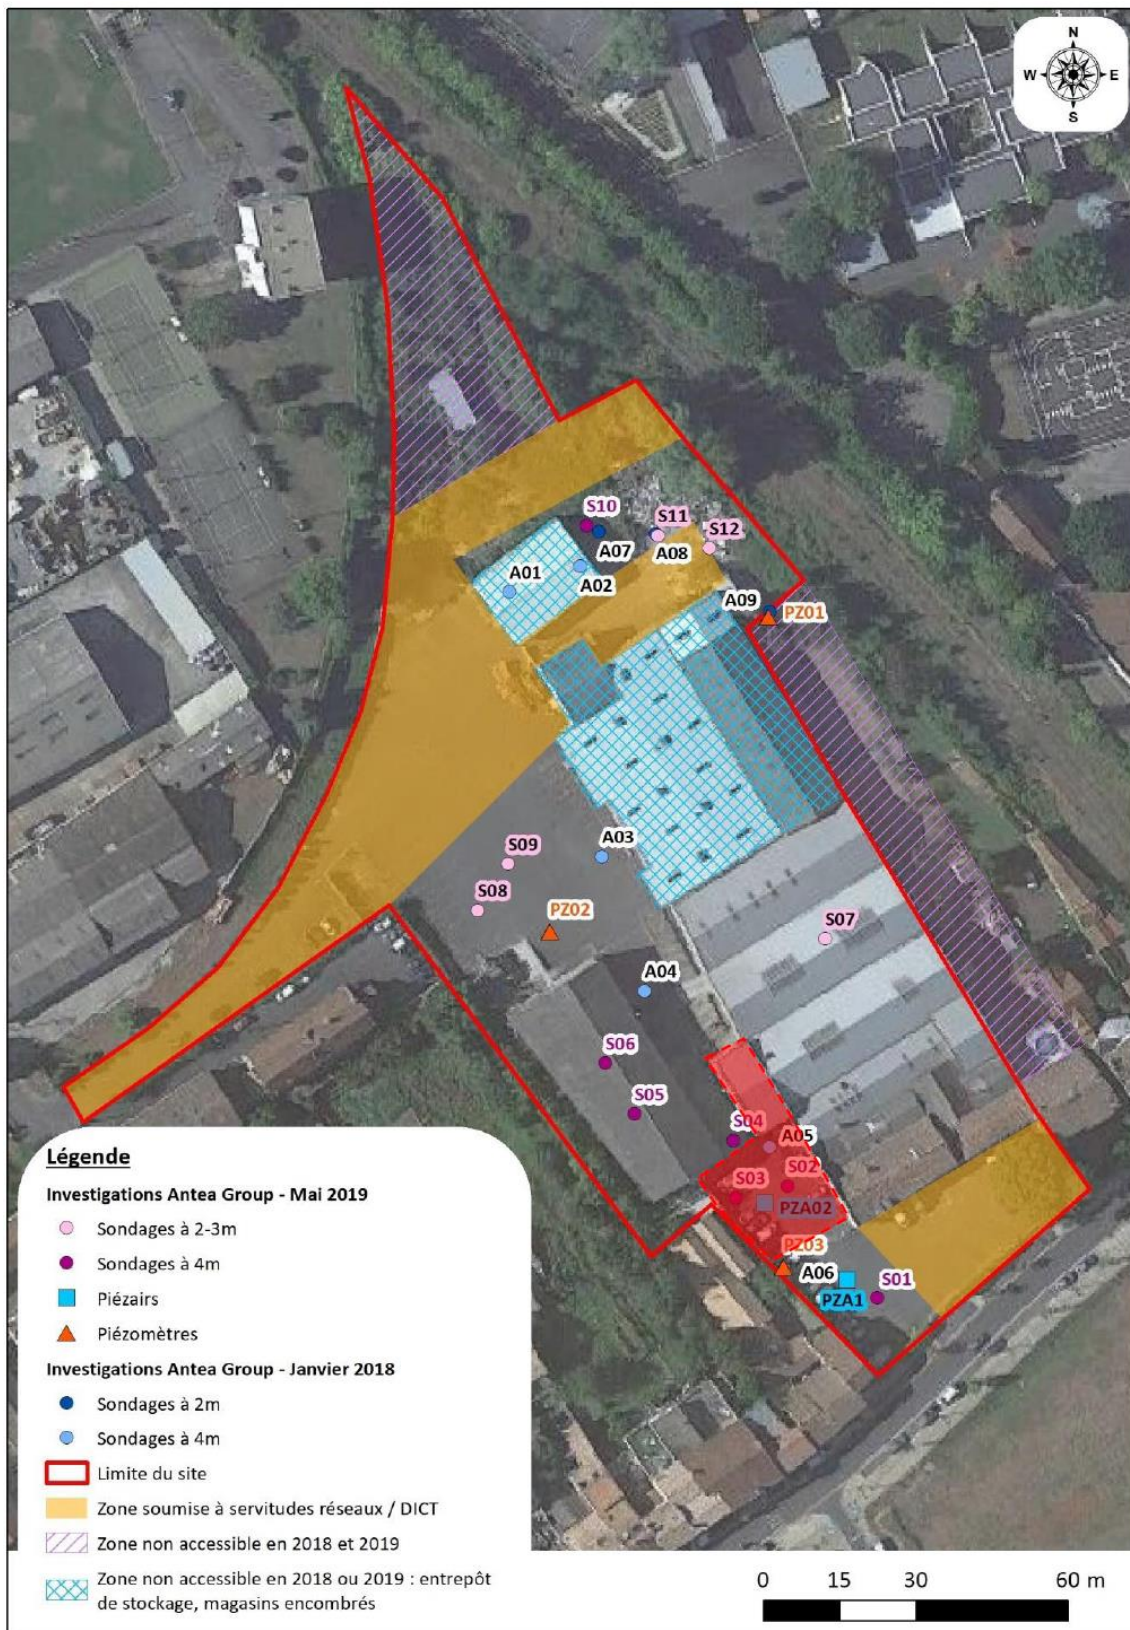 N
W E
S
S10
S11
S12
A07
A08
A01
A02
A09
PZ01
A03
S09
S08
PZ02
S07
A04
S06
S05
S04
A05
S02
S03
PZA02
PZ03
A06
S01
PZA1
Légende
Investigations Antea Group - Mai 2019
Sondages à 2-3m
Sondages à 4m
Piézairs
Piézomètres
Investigations Antea Group - Janvier 2018
Sondages à 2m
Sondages à 4m
Limite du site
Zone soumise à servitudes réseaux / DICT
Zone non accessible en 2018 et 2019
Zone non accessible en 2018 ou 2019 : entrepôt
de stockage, magasins encombrés
0 15 30 60 m